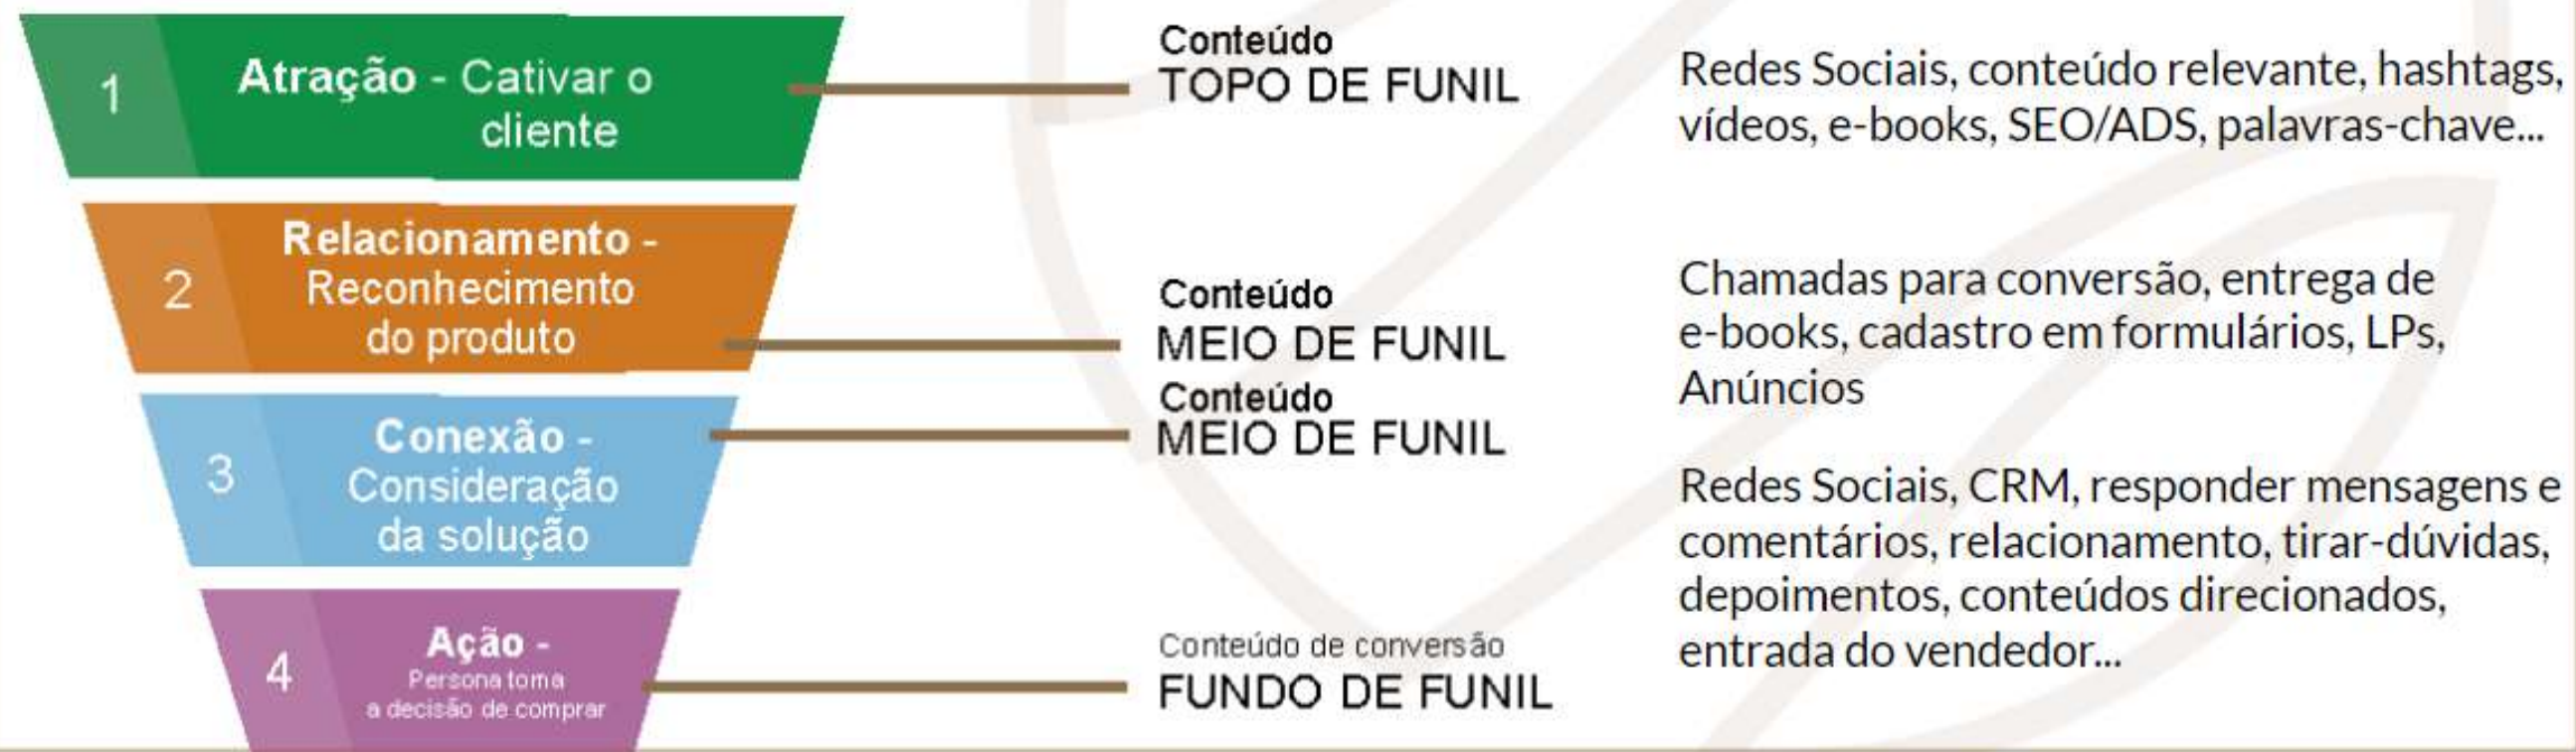 1
Atração - Cativar o
cliente
Conteúdo
TOPO DE FUNIL
Redes Sociais, conteúdo relevante, hashtags,
vídeos, e-books, SEO/ADS, palavras-chave...
2
Relacionamento -
Reconhecimento
do produto
Conteúdo
MEIO DE FUNIL
Chamadas para conversão, entrega de
e-books, cadastro em formulários, LPs,
Anúncios
3
Conexão -
Consideração
da solução
Conteúdo
MEIO DE FUNIL
Redes Sociais, CRM, responder mensagens e
comentários, relacionamento, tirar-dúvidas,
depoimentos, conteúdos direcionados,
entrada do vendedor...
4
Ação -
Persona toma
a decisão de comprar
Conteúdo de conversão
FUNDO DE FUNIL